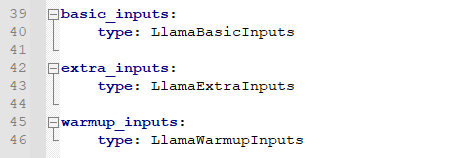 39 basic_inputs:
40 type: LlamaBasicInputs
41
42 extra_inputs:
43 type: LlamaExtraInputs
44
45 warmup_inputs:
46 type: LlamaWarmupInputs